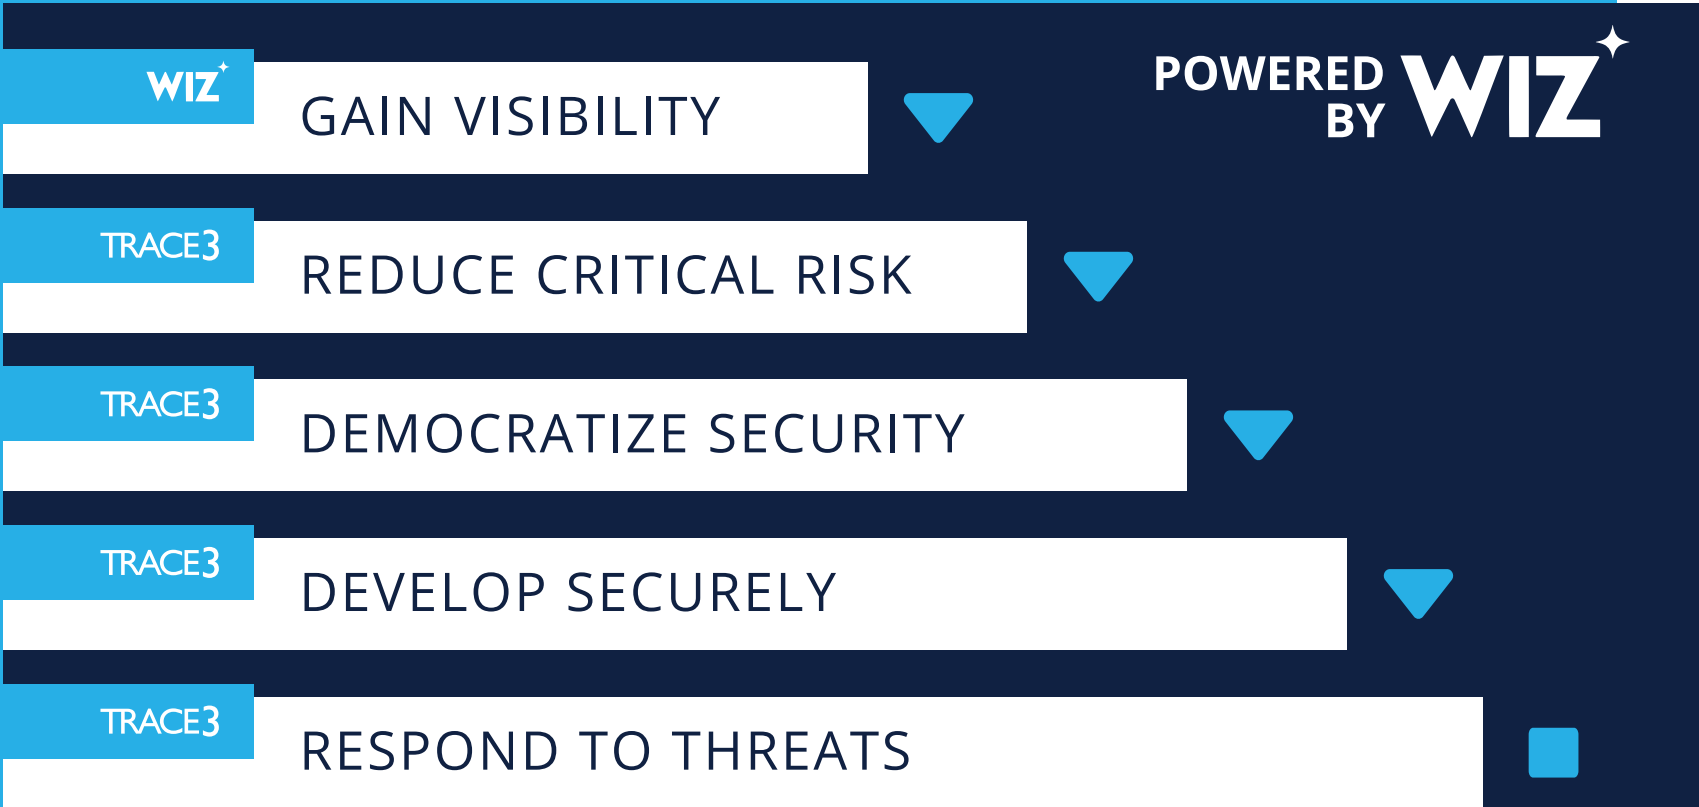 WIZ
GAIN VISIBILITY
POWERED
BY
WIZ
TRACE3
REDUCE CRITICAL RISK
TRACE3
DEMOCRATIZE SECURITY
TRACE3
DEVELOP SECURELY
TRACE3
RESPOND TO THREATS